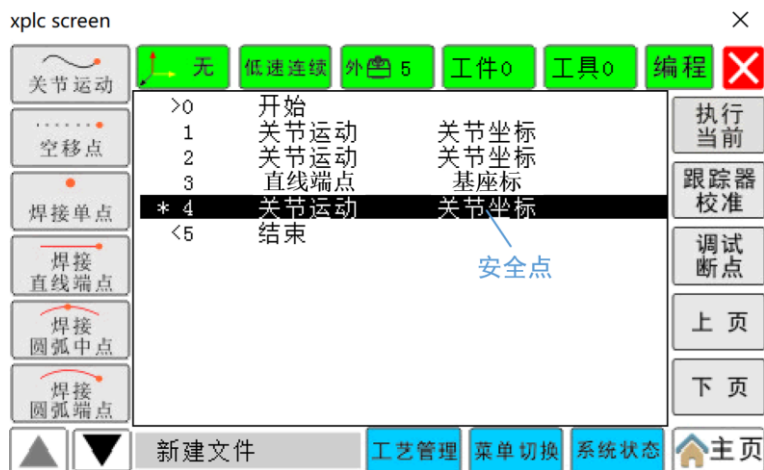 xplc screen
关节运动
无
低速连续
外 5
工件0
工具0
编程
空移点
焊接单点
焊接
直线端点
焊接
圆弧中点
焊接
圆弧端点
>0 开始
1 关节运动 关节坐标
2 关节运动 关节坐标
3 直线端点 基座标
* 4 关节运动 关节坐标
<5 结束
安全点
执行
当前
跟踪器
校准
调试
断点
上 页
下 页
新建文件
工艺管理
菜单切换
系统状态
主页